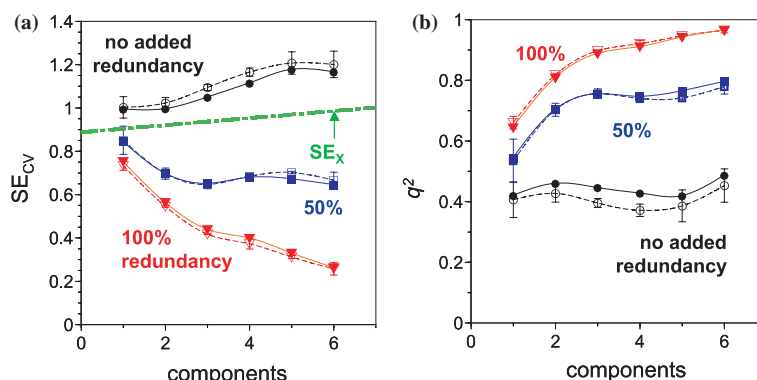 (a)
no added
redundancy
SE_X
50%
100%
redundancy
SE_CV
1.4
1.2
1
0.8
0.6
0.4
0.2
0
0 2 4 6
components
(b)
100%
50%
no added
redundancy
q²
1
0.8
0.6
0.4
0.2
0
0 2 4 6
components